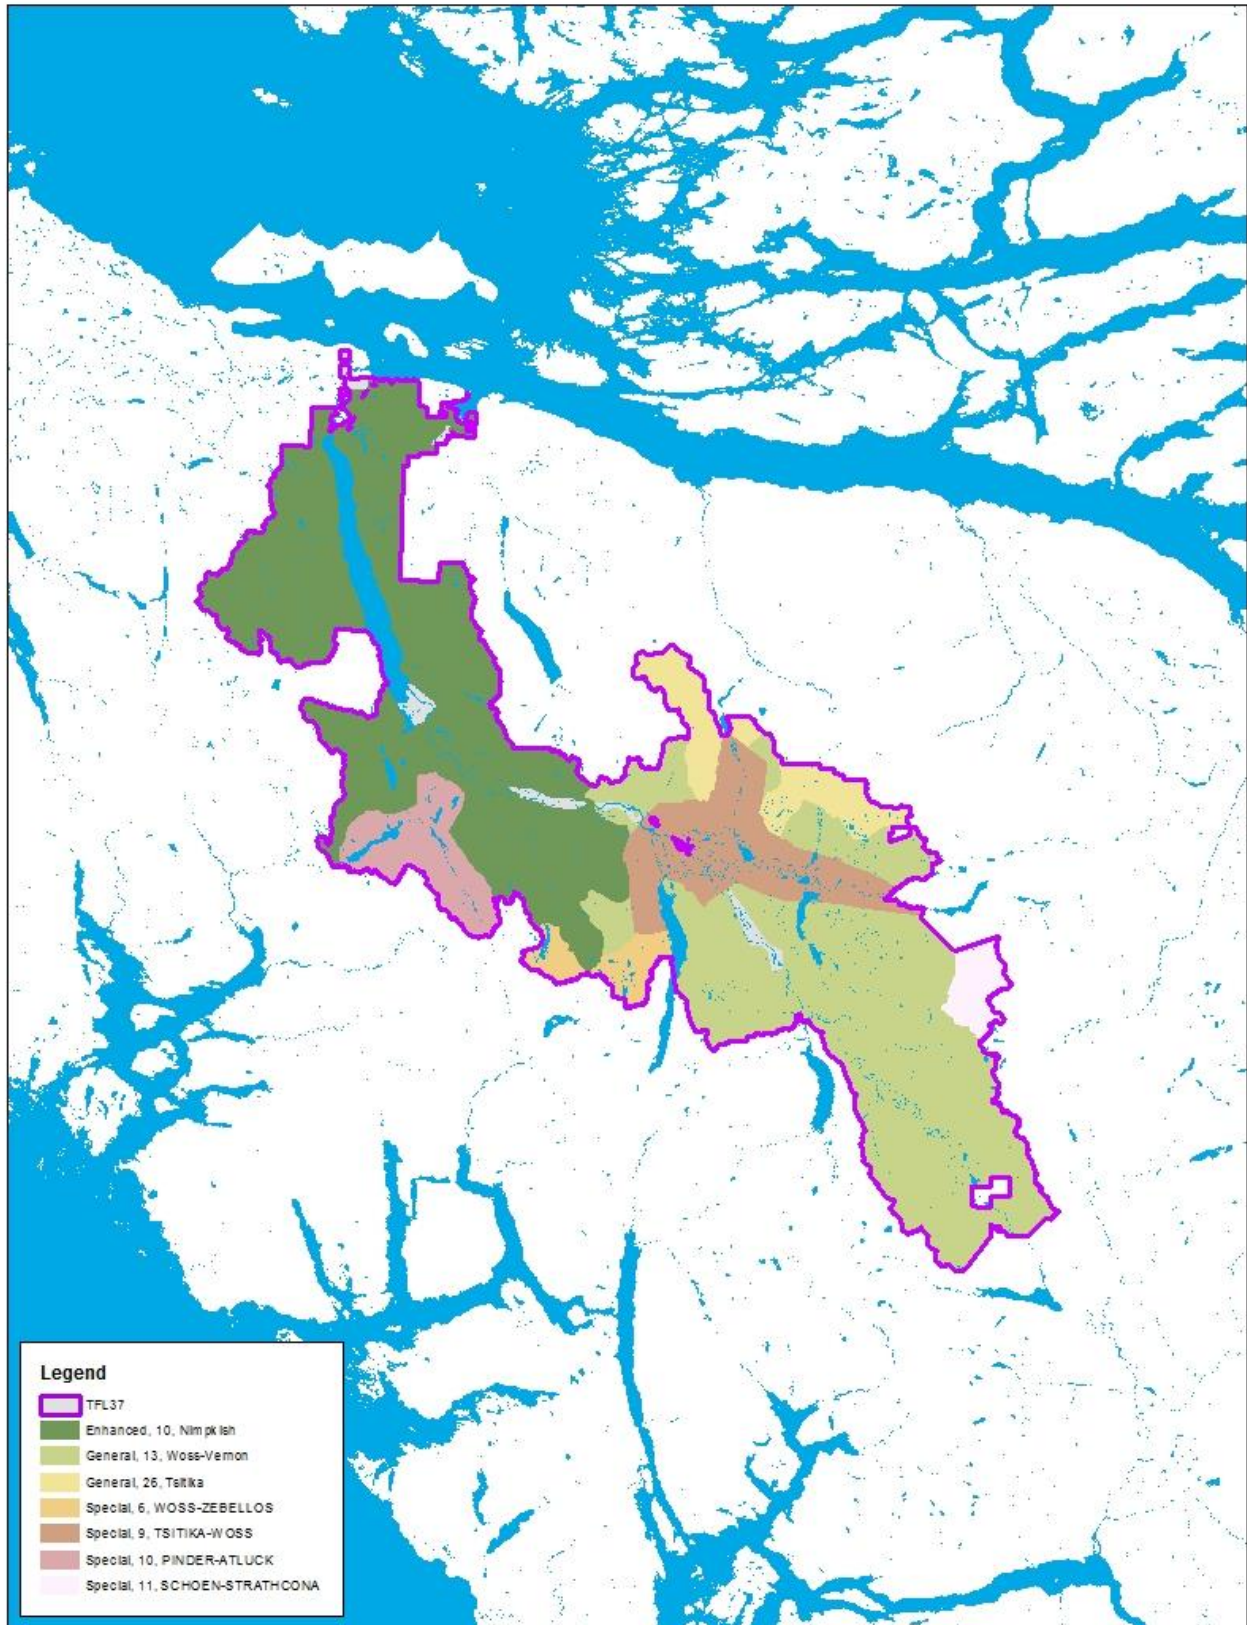 Legend
TFL37
Enhanced, 10, Nimpkish
General, 13, Woss-Vernon
General, 26, Tsitika
Special, 6, WOSS-ZEBELLOS
Special, 9, TSITIKA-WOSS
Special, 10, PINDER-ATLUCK
Special, 11, SCHOEN-STRATHCONA